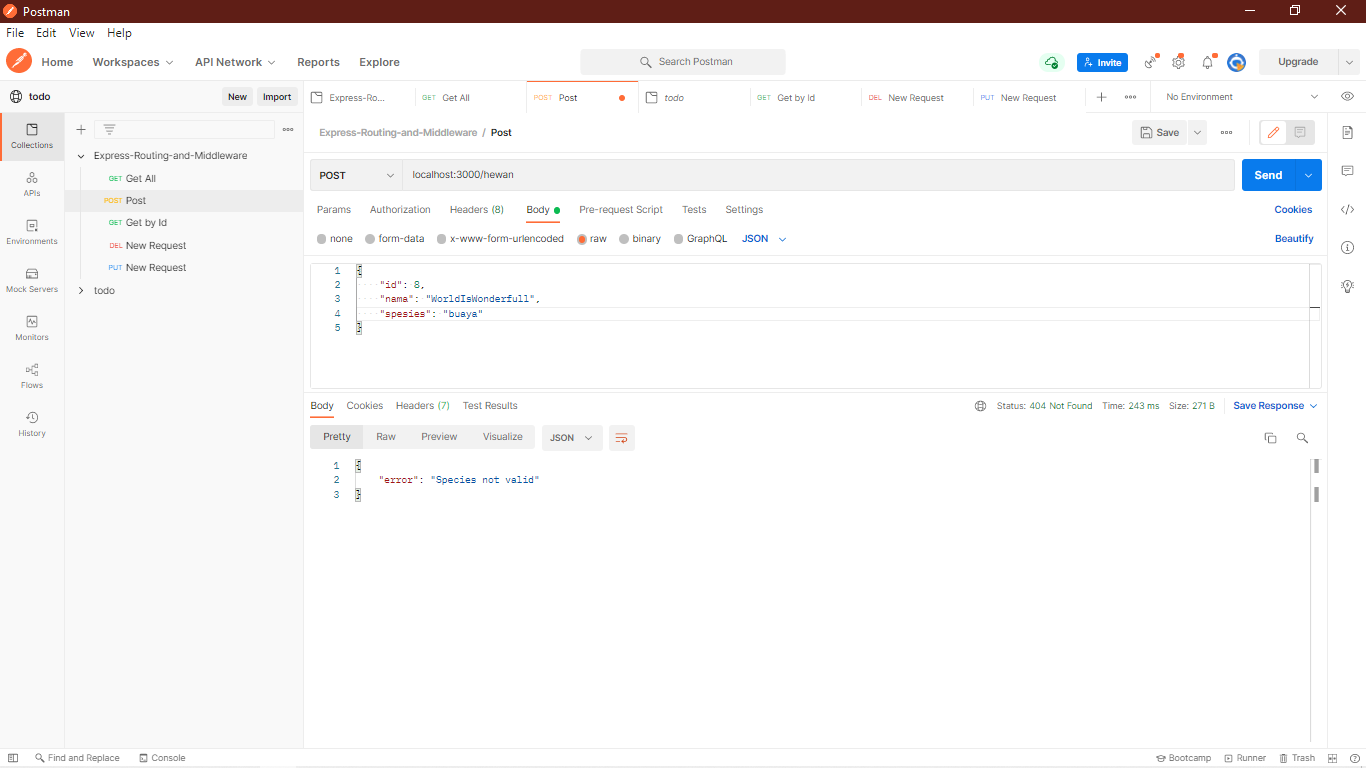 Postman
File Edit View Help
Home Workspaces API Network Reports Explore Search Postman Invite Upgrade
todo New Import
Express-Ro... GET Get All POST Post todo GET Get by Id DEL New Request PUT New Request No Environment
Collections
APIs
Environments
Mock Servers
Monitors
Flows
History
Express-Routing-and-Middleware
GET Get All
POST Post
GET Get by Id
DEL New Request
PUT New Request
todo
Express-Routing-and-Middleware / Post Save
POST localhost:3000/hewan Send
Params Authorization Headers (8) Body Pre-request Script Tests Settings Cookies
none form-data x-www-form-urlencoded raw binary GraphQL JSON Beautify
1 {
2 "id": 8,
3 "nama": "WorldIsWonderfull",
4 "spesies": "buaya"
5 }
Body Cookies Headers (7) Test Results Status: 404 Not Found Time: 243 ms Size: 271 B Save Response
Pretty Raw Preview Visualize JSON
1 {
2 "error": "Species not valid"
3 }
Find and Replace Console Bootcamp Runner Trash